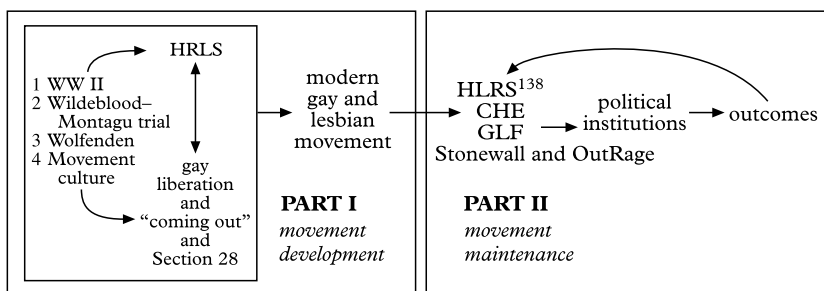 HRLS
1 WW II
2 Wildeblood–
Montagu trial
3 Wolfenden
4 Movement
culture
gay
liberation
and
“coming out”
and
Section 28
modern
gay and
lesbian
movement
PART I
movement
development
HLRS138
CHE
GLF
Stonewall and OutRage
political
institutions
outcomes
PART II
movement
maintenance